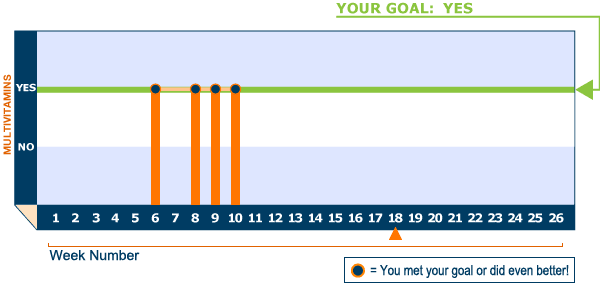 YOUR GOAL: YES
MULTIVITAMINS
YES
NO
1 2 3 4 5 6 7 8 9 10 11 12 13 14 15 16 17 18 19 20 21 22 23 24 25 26
Week Number
= You met your goal or did even better!